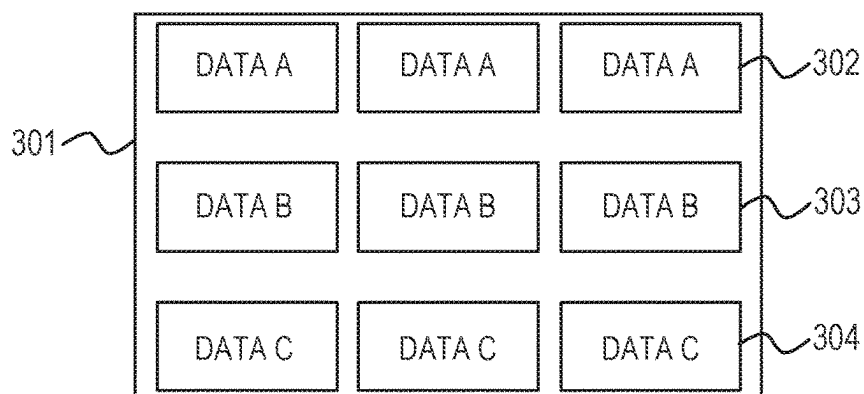 DATA A DATA A DATA A 302
301
DATA B DATA B DATA B 303
DATA C DATA C DATA C 304